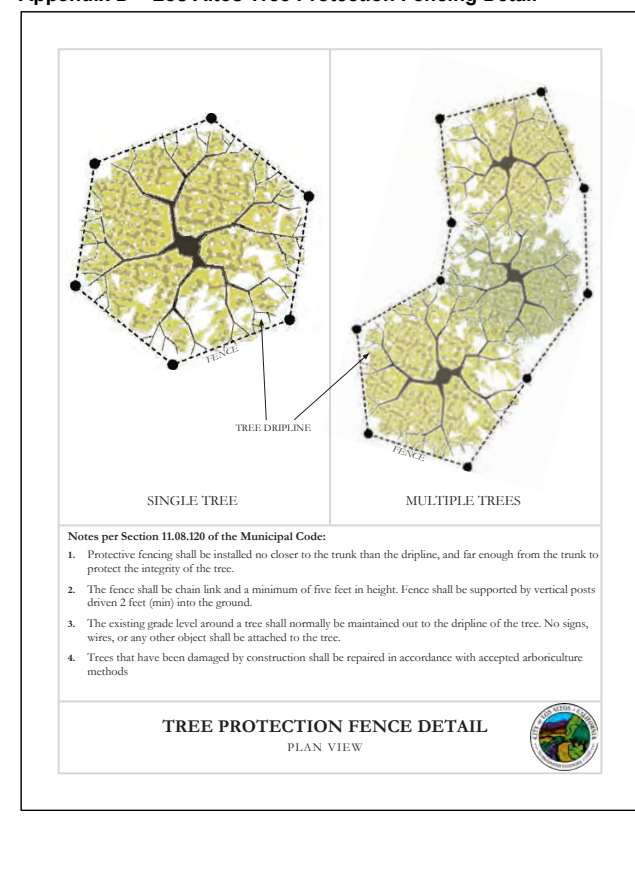 Appendix B – Los Altos Tree Protection Fencing Detail
FENCE
FENCE
TREE DRIPLINE
SINGLE TREE
MULTIPLE TREES
Notes per Section 11.08.120 of the Municipal Code:
1. Protective fencing shall be installed no closer to the trunk than the dripline, and far enough from the trunk to
protect the integrity of the tree.
2. The fence shall be chain link and a minimum of five feet in height. Fence shall be supported by vertical posts
driven 2 feet (min) into the ground.
3. The existing grade level around a tree shall normally be maintained out to the dripline of the tree. No signs,
wires, or any other object shall be attached to the tree.
4. Trees that have been damaged by construction shall be repaired in accordance with accepted arboriculture
methods
TREE PROTECTION FENCE DETAIL
PLAN VIEW
CITY OF LOS ALTOS CALIFORNIA